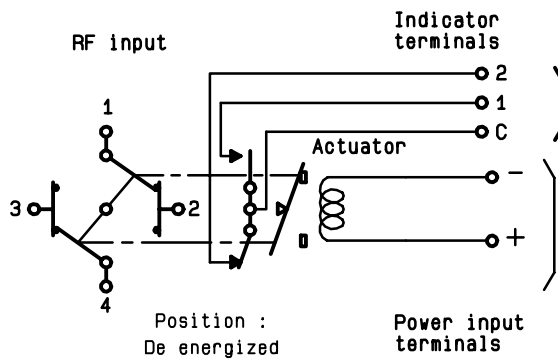 RF input
Indicator
terminals
2
1
C
Actuator
1
3
2
4
-
+
Position :
De energized
Power input
terminals